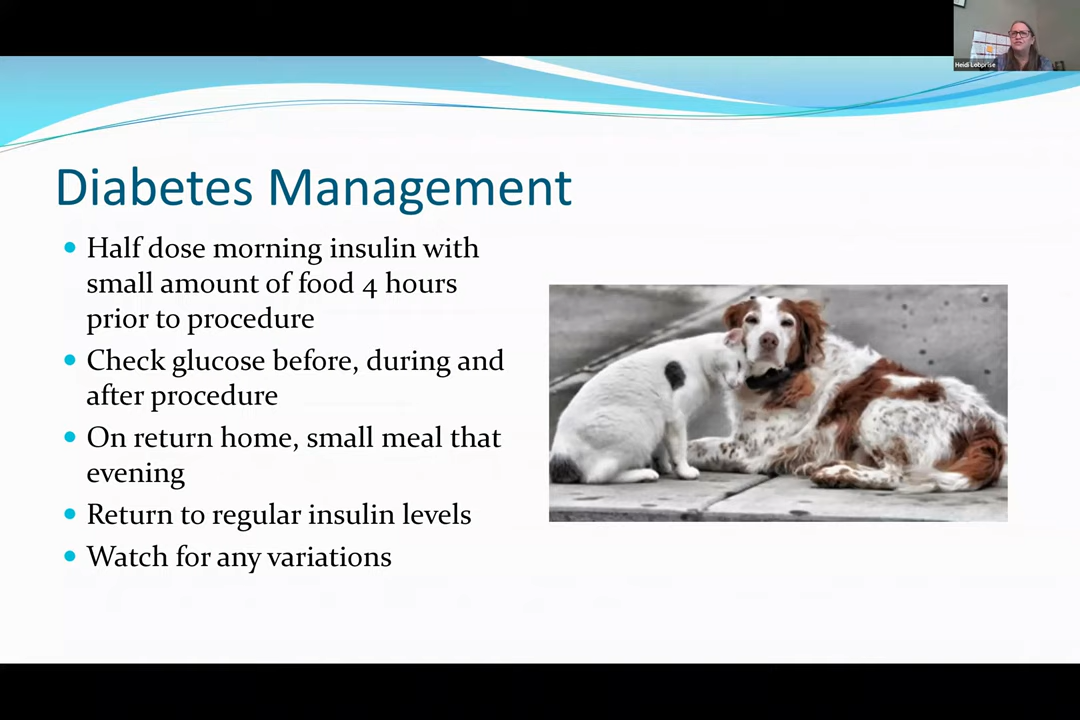 Heidi Lobprise
Diabetes Management
Half dose morning insulin with
small amount of food 4 hours
prior to procedure
Check glucose before, during and
after procedure
On return home, small meal that
evening
Return to regular insulin levels
Watch for any variations